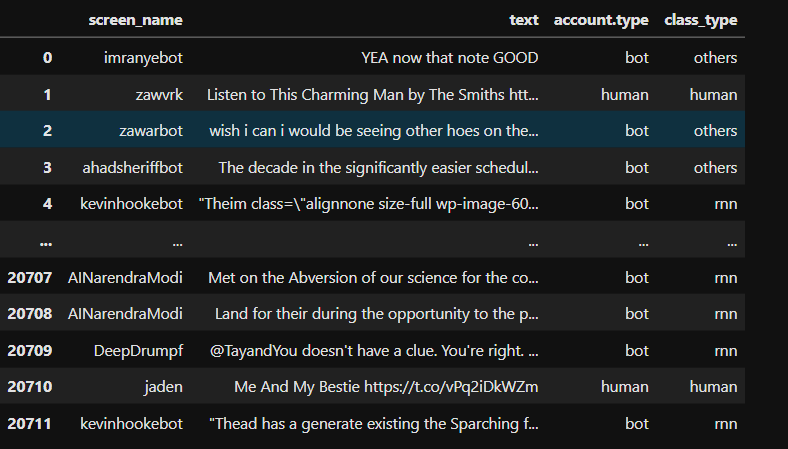 screen_name text account.type class_type
0 imranyebot YEA now that note GOOD bot others
1 zawvrk Listen to This Charming Man by The Smiths htt... human human
2 zawarbot wish i can i would be seeing other hoes on the... bot others
3 ahadsheriffbot The decade in the significantly easier schedul... bot others
4 kevinhookebot "Theim class=\"alignnone size-full wp-image-60... bot rnn
... ... ... ... ...
20707 AINarendraModi Met on the Abversion of our science for the co... bot rnn
20708 AINarendraModi Land for their during the opportunity to the p... bot rnn
20709 DeepDrumpf @TayandYou doesn't have a clue. You're right. ... bot rnn
20710 jaden Me And My Bestie https://t.co/vPq2iDkWZm human human
20711 kevinhookebot "Thead has a generate existing the Sparching f... bot rnn